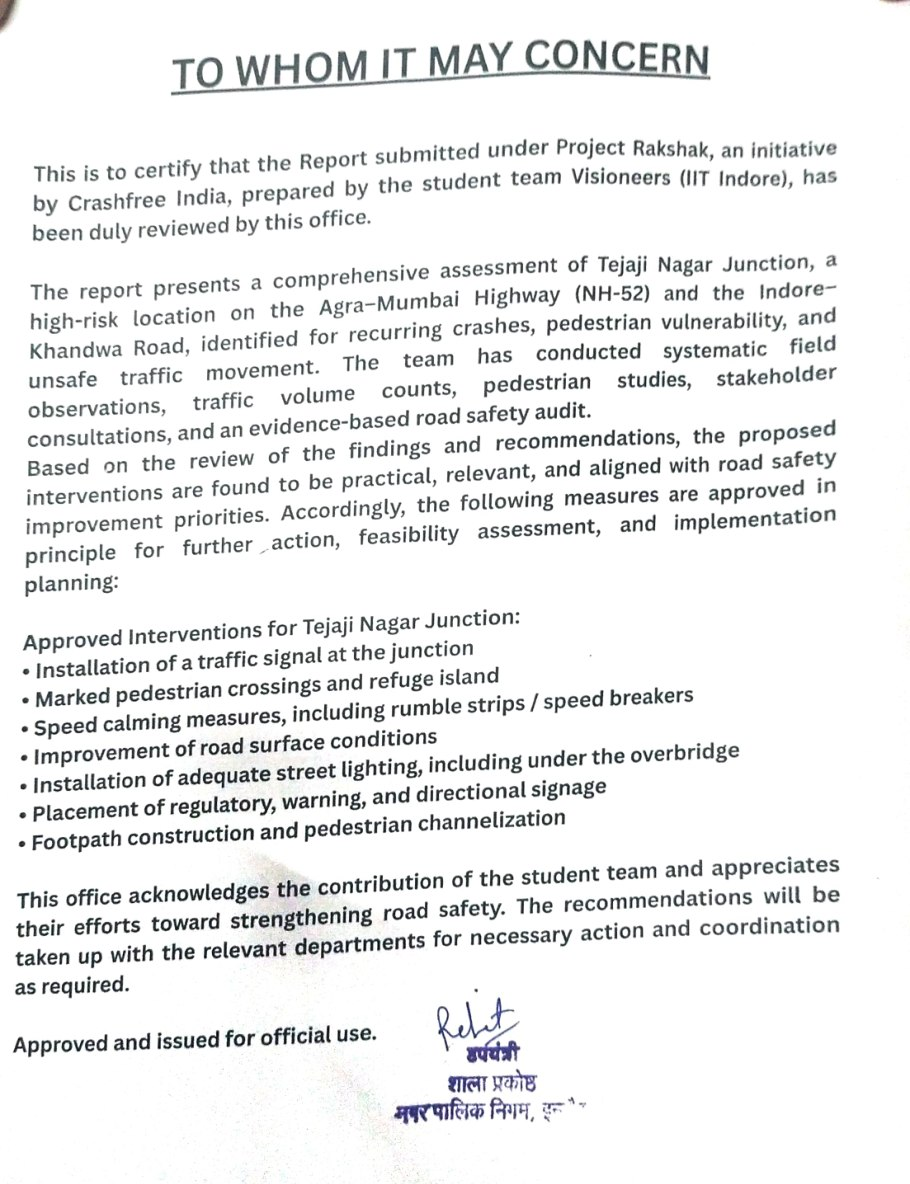 TO WHOM IT MAY CONCERN
This is to certify that the Report submitted under Project Rakshak, an initiative
by Crashfree India, prepared by the student team Visioneers (IIT Indore), has
been duly reviewed by this office.
The report presents a comprehensive assessment of Tejaji Nagar Junction, a
high-risk location on the Agra–Mumbai Highway (NH-52) and the Indore–
Khandwa Road, identified for recurring crashes, pedestrian vulnerability, and
unsafe traffic movement. The team has conducted systematic field
observations, traffic volume counts, pedestrian studies, stakeholder
consultations, and an evidence-based road safety audit.
Based on the review of the findings and recommendations, the proposed
interventions are found to be practical, relevant, and aligned with road safety
improvement priorities. Accordingly, the following measures are approved in
principle for further action, feasibility assessment, and implementation
planning:
Approved Interventions for Tejaji Nagar Junction:
• Installation of a traffic signal at the junction
• Marked pedestrian crossings and refuge island
• Speed calming measures, including rumble strips / speed breakers
• Improvement of road surface conditions
• Installation of adequate street lighting, including under the overbridge
• Placement of regulatory, warning, and directional signage
• Footpath construction and pedestrian channelization
This office acknowledges the contribution of the student team and appreciates
their efforts toward strengthening road safety. The recommendations will be
taken up with the relevant departments for necessary action and coordination
as required.
Approved and issued for official use.
उपयंत्री
शाला प्रकोष्ठ
नगर पालिक निगम,